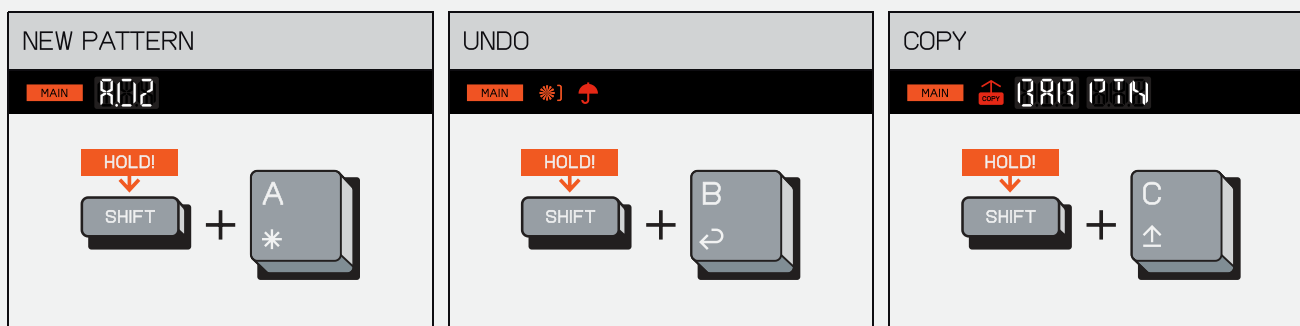 NEW PATTERN
MAIN A.02
HOLD!
SHIFT + A
UNDO
MAIN
HOLD!
SHIFT + B
COPY
MAIN COPY BAR PTN
HOLD!
SHIFT + C